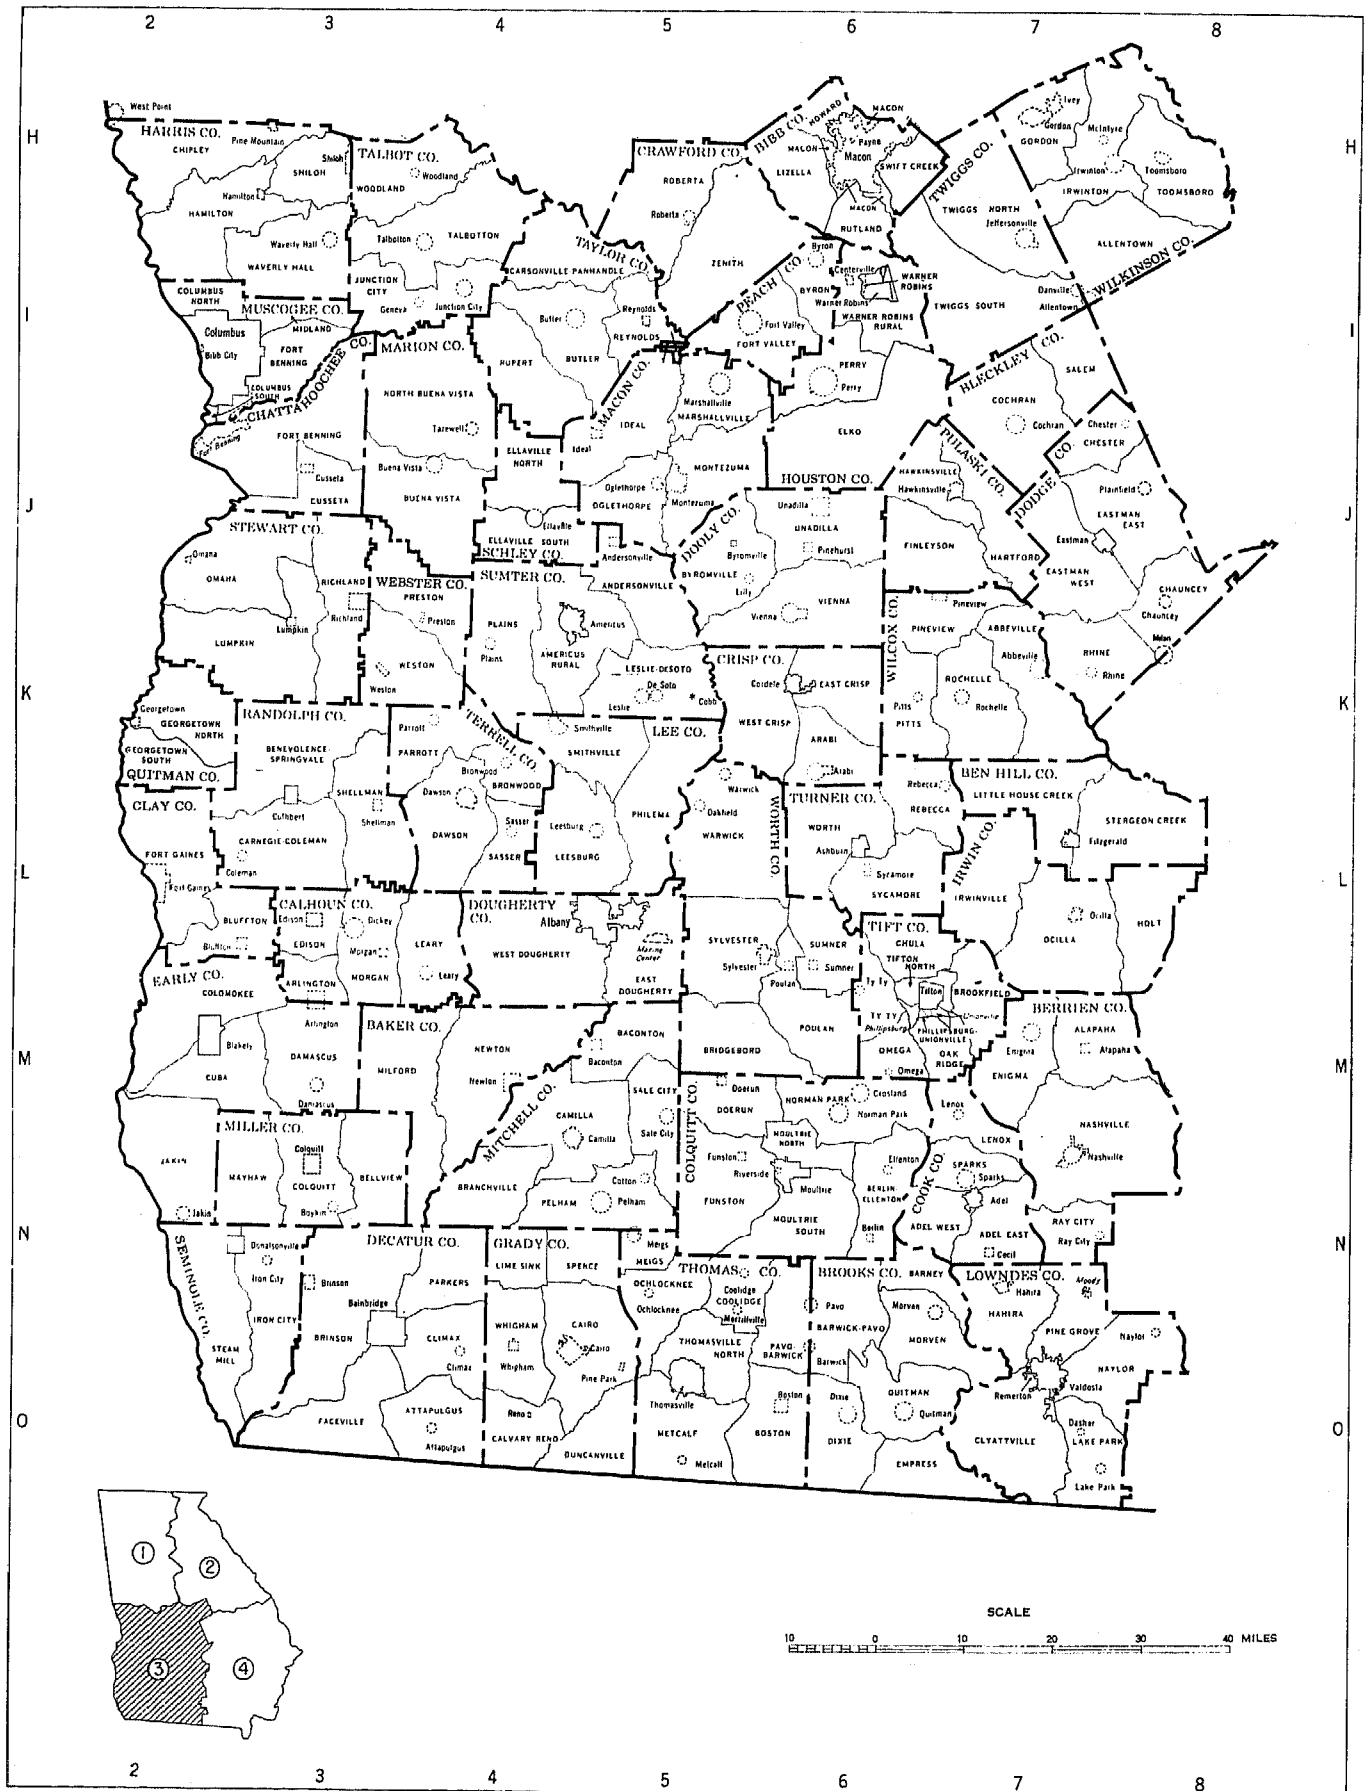 2 3 4 5 6 7 8
H
H
West Point
HARRIS CO.
CHIPLEY
Pine Mountain
Shiloh
SHILOH
Hamilton
HAMILTON
Waverly Hall
WAVERLY HALL
TALBOT CO.
Woodland
WOODLAND
Talbotton
TALBOTTON
JUNCTION
CITY
Junction City
Geneva
CRAWFORD CO.
ROBERTA
Roberta
ZENITH
BIBB CO.
HOWARD
MACON
Payne
Macon
LIZELLA
SWIFT CREEK
MACON
RUTLAND
TWIGGS CO.
TWIGGS NORTH
Jeffersonville
TWIGGS SOUTH
Danville
Allentown
Ivey
Gordon
GORDON
McIntyre
Irwinton
IRWINTON
Toomsboro
TOOMSBORO
ALLENTOWN
WILKINSON CO.
I
I
COLUMBUS
NORTH
Columbus
Bibb City
MUSCOGEE CO.
MIDLAND
FORT
BENNING
COLUMBUS
SOUTH
CHATTAHOOCHEE CO.
Fort Benning
FORT BENNING
Cusseta
CUSSETA
MARION CO.
NORTH BUENA VISTA
Tazewell
Buena Vista
BUENA VISTA
TAYLOR CO.
CARSONVILLE PANHANDLE
Butler
BUTLER
RUPERT
Reynolds
REYNOLDS
PEACH CO.
Byron
BYRON
Fort Valley
FORT VALLEY
Centerville
Warner Robins
WARNER
ROBINS
WARNER ROBINS
RURAL
PERRY
Perry
ELKO
HOUSTON CO.
MACON CO.
Marshallville
MARSHALLVILLE
IDEAL
Ideal
MONTEZUMA
Montezuma
Oglethorpe
OGLETHORPE
BLECKLEY CO.
SALEM
COCHRAN
Cochran
J
J
ELLAVILLE
NORTH
Ellaville
ELLAVILLE SOUTH
SCHLEY CO.
PULASKI CO.
HAWKINSVILLE
Hawkinsville
FINLEYSON
HARTFORD
DODGE CO.
Chester
CHESTER
Plainfield
EASTMAN
EAST
Eastman
EASTMAN
WEST
CHAUNCEY
Chauncey
Milan
RHINE
Rhine
STEWART CO.
Omaha
OMAHA
RICHLAND
Richland
Lumpkin
LUMPKIN
WEBSTER CO.
PRESTON
Preston
WESTON
Weston
SUMTER CO.
PLAINS
Plains
Americus
AMERICUS
RURAL
Andersonville
ANDERSONVILLE
LESLIE-DESOTO
De Soto
Leslie
Cobb
DOOLY CO.
Unadilla
UNADILLA
Byromville
Pinehurst
BYROMVILLE
Lilly
VIENNA
Vienna
WILCOX CO.
Pineview
PINEVIEW
ABBEVILLE
Abbeville
ROCHELLE
Rochelle
Pitts
PITTS
K
K
Georgetown
GEORGETOWN
NORTH
GEORGETOWN
SOUTH
QUITMAN CO.
RANDOLPH CO.
BENEVOLENCE-
SPRINGVALE
SHELLMAN
Shellman
Cuthbert
CARNEGIE-COLEMAN
Coleman
TERRELL CO.
Parrott
PARROTT
Bronwood
BRONWOOD
Dawson
DAWSON
Sasser
SASSER
LEE CO.
Smithville
SMITHVILLE
PHILEMA
Leesburg
LEESBURG
CRISP CO.
Cordele
EAST CRISP
WEST CRISP
ARABI
Arabi
BEN HILL CO.
LITTLE HOUSE CREEK
STERGEON CREEK
Fitzgerald
L
L
CLAY CO.
FORT GAINES
Fort Gaines
BLUFFTON
Bluffton
CALHOUN CO.
Edison
EDISON
Dickey
Morgan
MORGAN
LEARY
Leary
ARLINGTON
Arlington
DOUGHERTY
CO.
Albany
WEST DOUGHERTY
Marine
Center
EAST
DOUGHERTY
WORTH CO.
Warwick
Oakfield
WARWICK
SYLVESTER
Sylvester
SUMNER
Sumner
Poulan
POULAN
BRIDGEBORO
TURNER CO.
WORTH
Ashburn
REBECCA
Rebecca
Sycamore
SYCAMORE
IRWIN CO.
IRWINVILLE
Ocilla
OCILLA
HOLT
TIFT CO.
CHULA
TIFTON
NORTH
Ty Ty
TY TY
Tifton
BROOKFIELD
Phillipsburg
Unionville
PHILLIPSBURG-
UNIONVILLE
OMEGA
Omega
OAK
RIDGE
M
M
EARLY CO.
COLOMOKEE
Blakely
DAMASCUS
Damascus
CUBA
JAKIN
Jakin
BAKER CO.
NEWTON
Newton
MILFORD
MITCHELL CO.
BACONTON
Baconton
SALE CITY
Sale City
CAMILLA
Camilla
BRANCHVILLE
Cotton
PELHAM
Pelham
BERRIEN CO.
ALAPAHA
Alapaha
Enigma
ENIGMA
NASHVILLE
Nashville
RAY CITY
Ray City
MILLER CO.
Colquitt
MAYHAW
COLQUITT
BELLVIEW
Boykin
COLQUITT CO.
Doerun
DOERUN
NORMAN PARK
Crosland
Norman Park
MOULTRIE
NORTH
Funston
Riverside
Moultrie
FUNSTON
MOULTRIE
SOUTH
Ellenton
BERLIN-
ELLENTON
Berlin
COOK CO.
Lenox
LENOX
SPARKS
Sparks
Adel
ADEL WEST
ADEL EAST
Cecil
N
N
SEMINOLE CO.
Donalsonville
Iron City
IRON CITY
STEAM
MILL
DECATUR CO.
Brinson
BRINSON
PARKERS
Bainbridge
CLIMAX
Climax
FACEVILLE
ATTAPULGUS
Attapulgus
GRADY CO.
LIME SINK
SPENCE
WHIGHAM
Whigham
CAIRO
Cairo
Pine Park
Reno
CALVARY RENO
DUNCANVILLE
THOMAS CO.
Meigs
MEIGS
OCHLOCKNEE
Ochlocknee
Coolidge
COOLIDGE
Merrillville
THOMASVILLE
NORTH
PAVO-
BARWICK
Thomasville
Boston
BOSTON
METCALF
Metcalf
BROOKS CO.
BARNEY
Pavo
BARWICK-PAVO
Barwick
Morven
MORVEN
QUITMAN
Quitman
Dixie
DIXIE
EMPRESS
LOWNDES CO.
Hahira
HAHIRA
Moody
PINE GROVE
Naylor
NAYLOR
Remerton
Valdosta
Dasher
LAKE PARK
Lake Park
CLYATTVILLE
O
O
1
2
3
4
SCALE
10 0 10 20 30 40 MILES
2 3 4 5 6 7 8